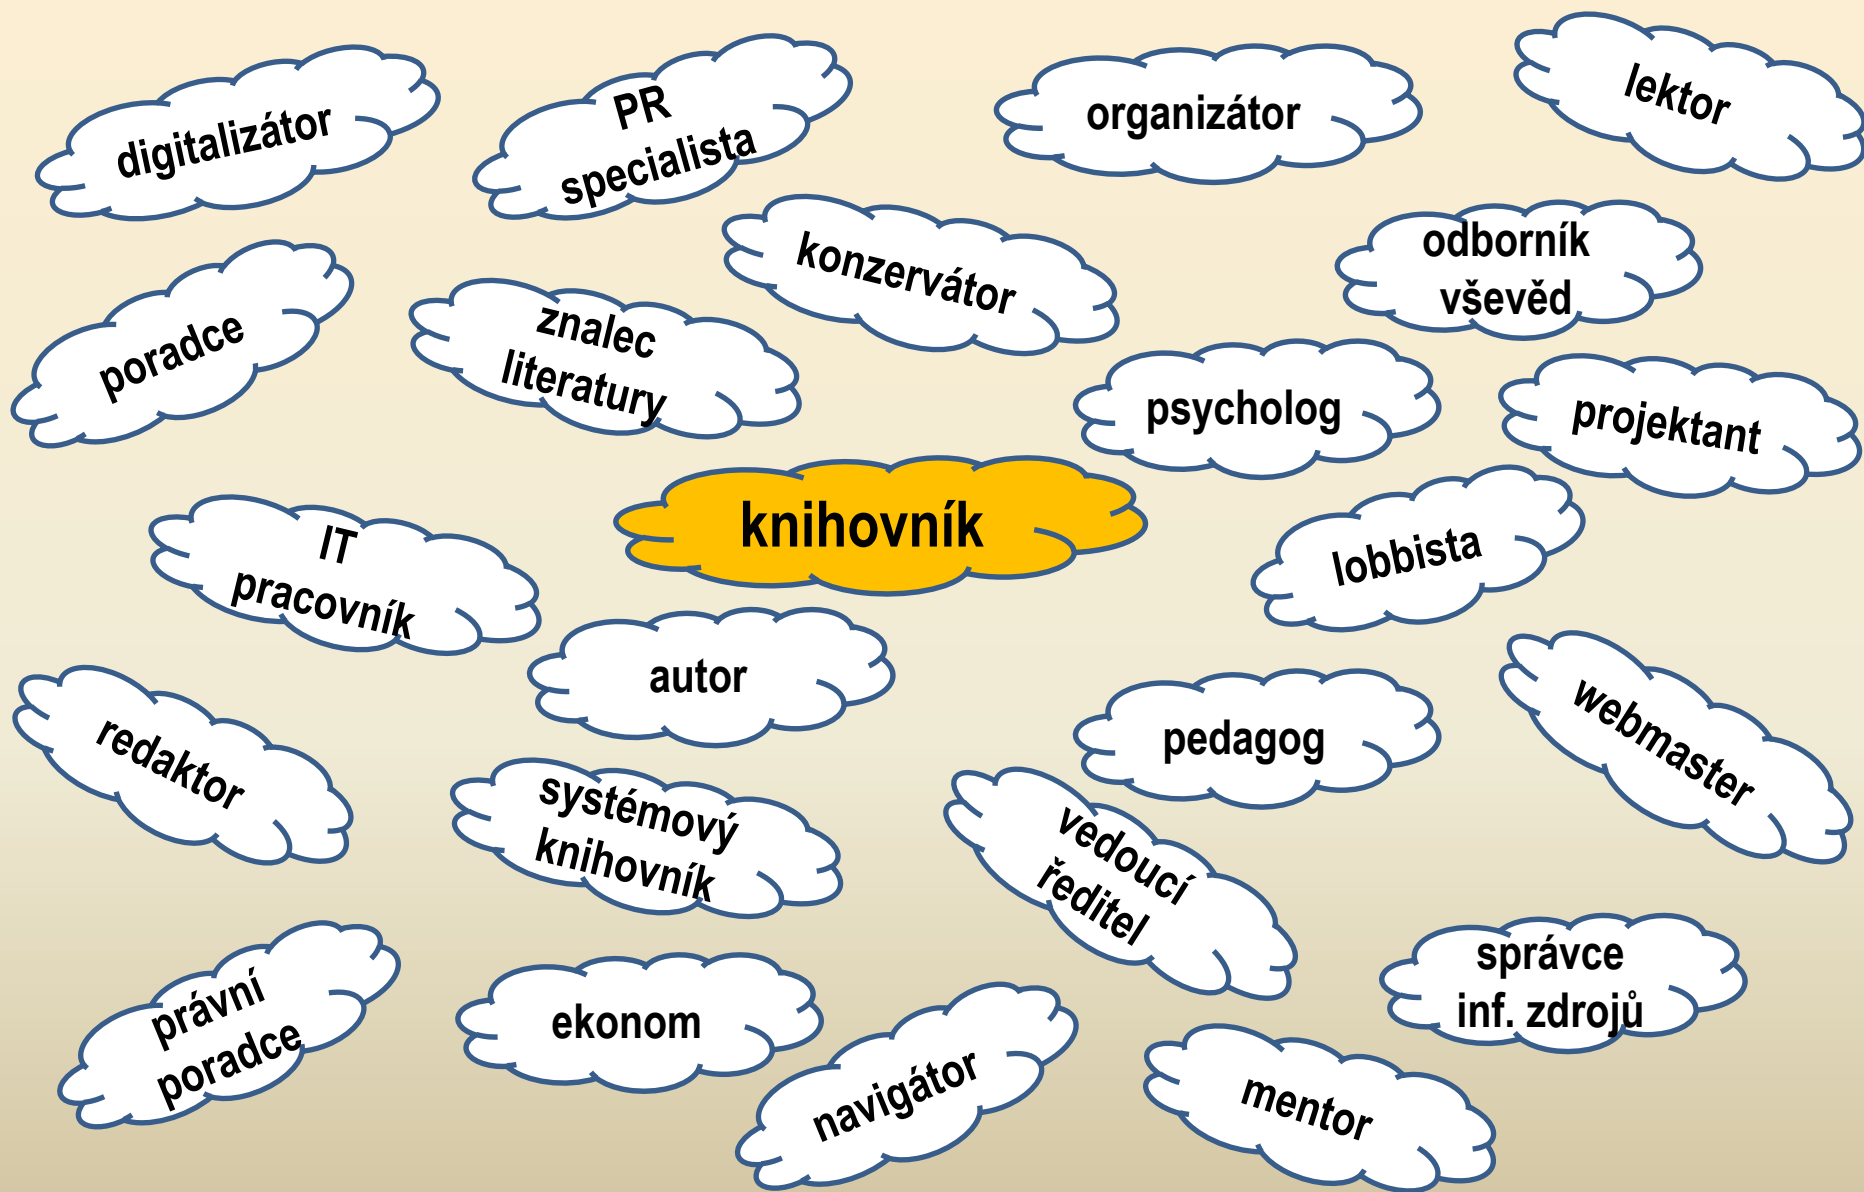 digitalizátor
PR
specialista
organizátor
lektor
konzervátor
odborník
vševěd
poradce
znalec
literatury
psycholog
projektant
knihovník
IT
pracovník
lobbista
autor
redaktor
pedagog
webmaster
systémový
knihovník
vedoucí
ředitel
právní
poradce
ekonom
správce
inf. zdrojů
navigátor
mentor